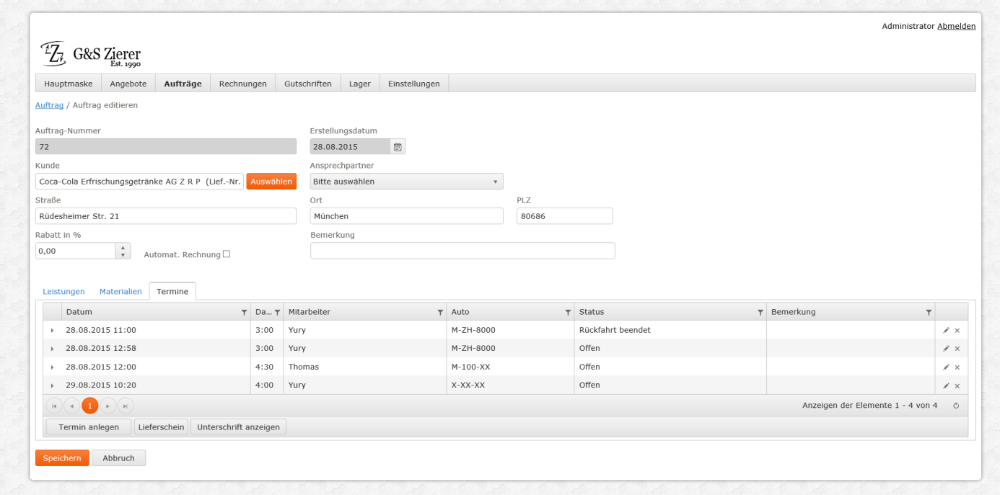 Administrator Abmelden
G&S Zierer
Est. 1990
Hauptmaske Angebote Aufträge Rechnungen Gutschriften Lager Einstellungen
Auftrag / Auftrag editieren
Auftrag-Nummer Erstellungsdatum
72 28.08.2015
Kunde Ansprechpartner
Coca-Cola Erfrischungsgetränke AG Z R P (Lief.-Nr. Auswählen Bitte auswählen
Straße Ort PLZ
Rüdesheimer Str. 21 München 80686
Rabatt in % Bemerkung
0,00 Automat. Rechnung
Leistungen Materialien Termine
Datum Da... Mitarbeiter Auto Status Bemerkung
28.08.2015 11:00 3:00 Yury M-ZH-8000 Rückfahrt beendet
28.08.2015 12:58 3:00 Yury M-ZH-8000 Offen
28.08.2015 12:00 4:30 Thomas M-100-XX Offen
29.08.2015 10:20 4:00 Yury X-XX-XX Offen
1 Anzeigen der Elemente 1 - 4 von 4
Termin anlegen Lieferschein Unterschrift anzeigen
Speichern Abbruch